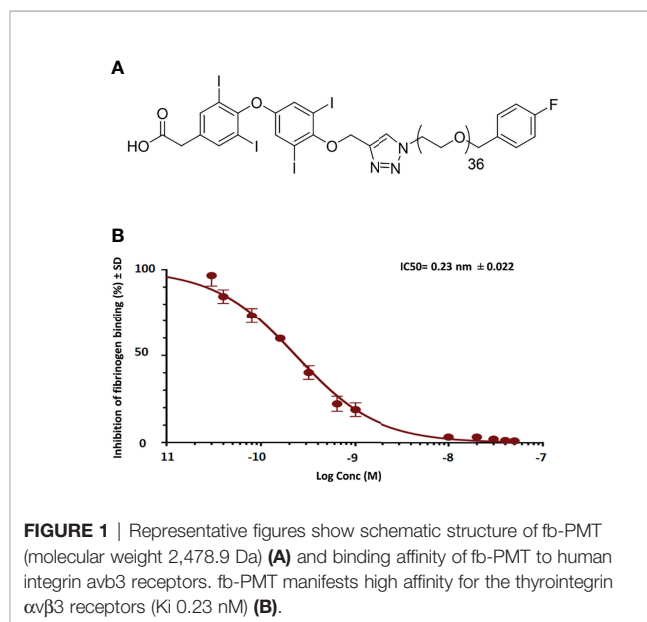 A
I
I
I
I
O
O
O
HO
O
N
N
N
O
36
F
B
IC50= 0.23 nm ± 0.022
Inhibition of fibrinogen binding (%) ± SD
100
50
0
11
-10
-9
-8
-7
Log Conc (M)
FIGURE 1 | Representative figures show schematic structure of fb-PMT
(molecular weight 2,478.9 Da) (A) and binding affinity of fb-PMT to human
integrin avb3 receptors. fb-PMT manifests high affinity for the thyrointegrin
αvβ3 receptors (Ki 0.23 nM) (B).